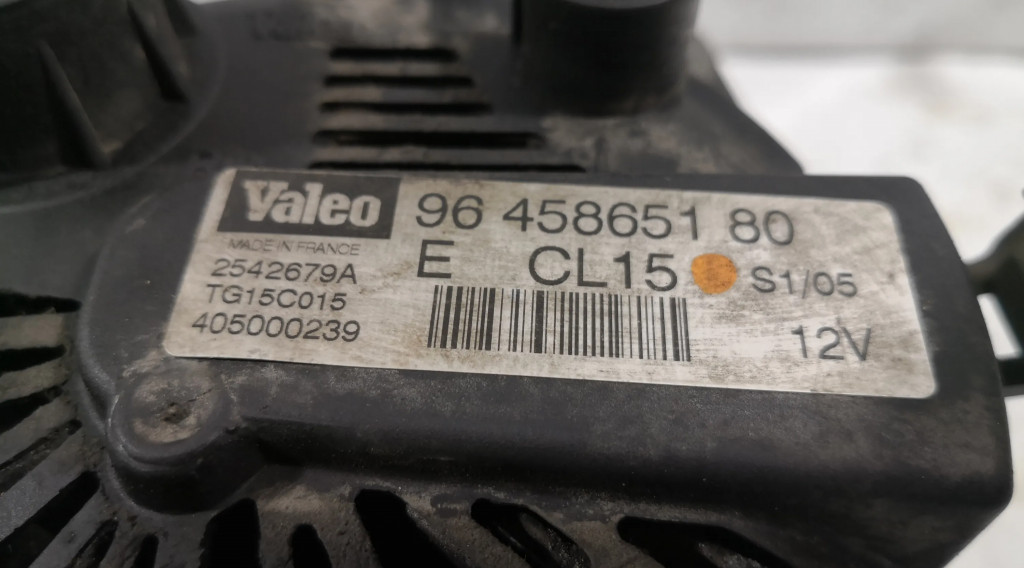 Valeo
MADE IN FRANCE
2542679A
TG15C015
405000239
96 458651 80
E CL15 S1/05
12V